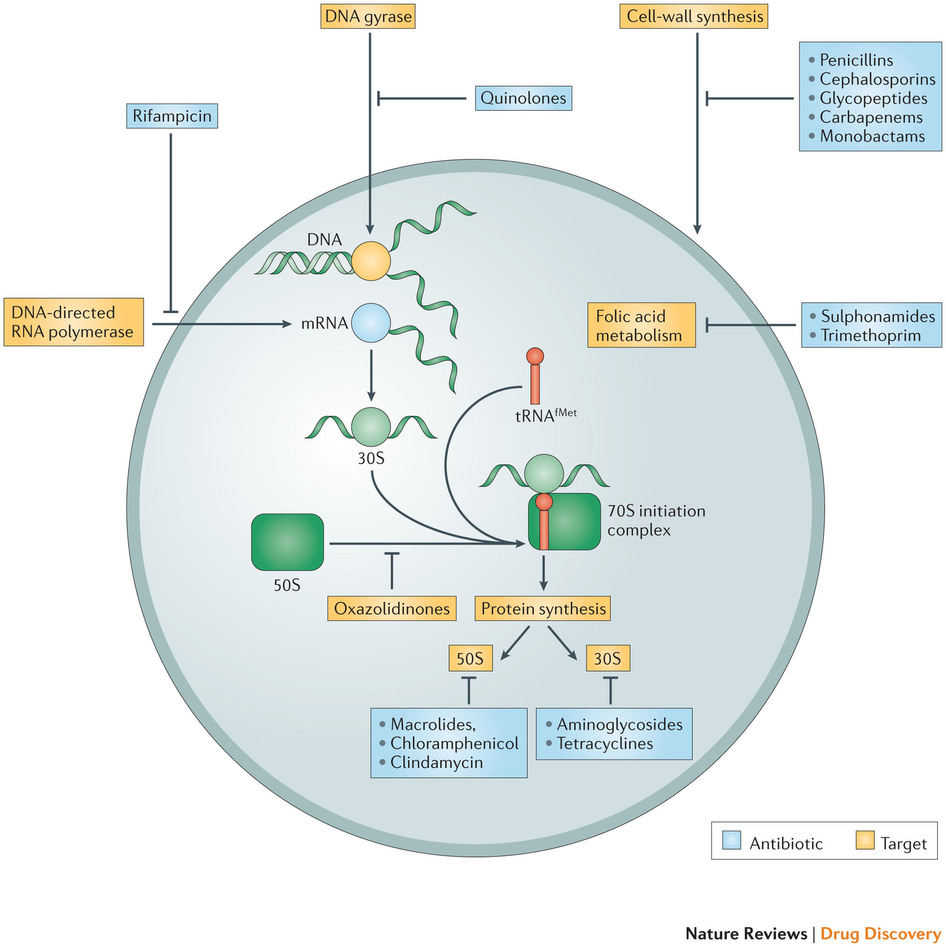 DNA gyrase
Cell-wall synthesis
Quinolones
• Penicillins
• Cephalosporins
• Glycopeptides
• Carbapenems
• Monobactams
Rifampicin
DNA
DNA-directed
RNA polymerase
mRNA
Folic acid
metabolism
• Sulphonamides
• Trimethoprim
tRNAfMet
30S
70S initiation
complex
50S
Oxazolidinones
Protein synthesis
50S
30S
• Macrolides,
• Chloramphenicol
• Clindamycin
• Aminoglycosides
• Tetracyclines
Antibiotic
Target
Nature Reviews | Drug Discovery